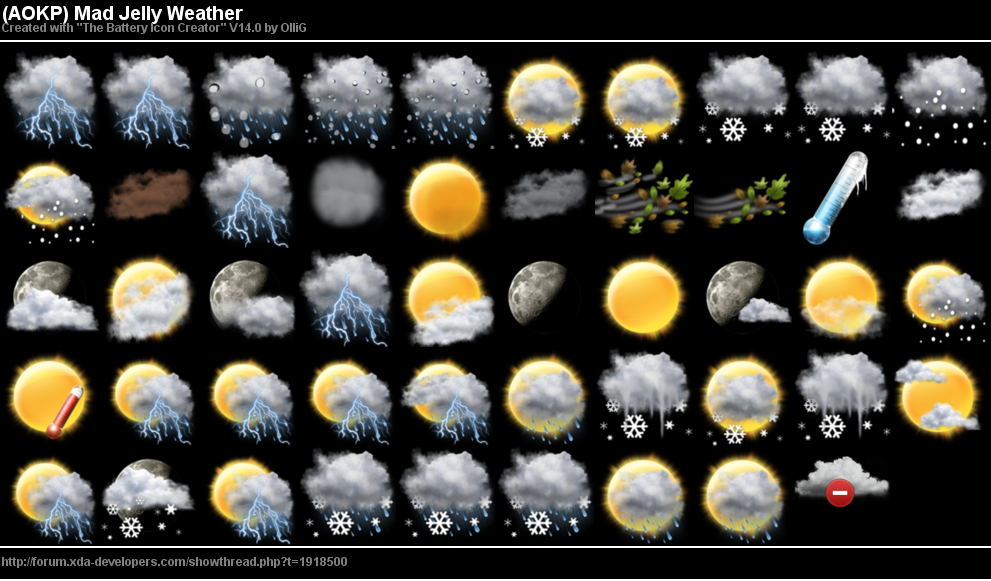 (AOKP) Mad Jelly Weather
Created with "The Battery Icon Creator" V14.0 by OlliG
http://forum.xda-developers.com/showthread.php?t=1918500